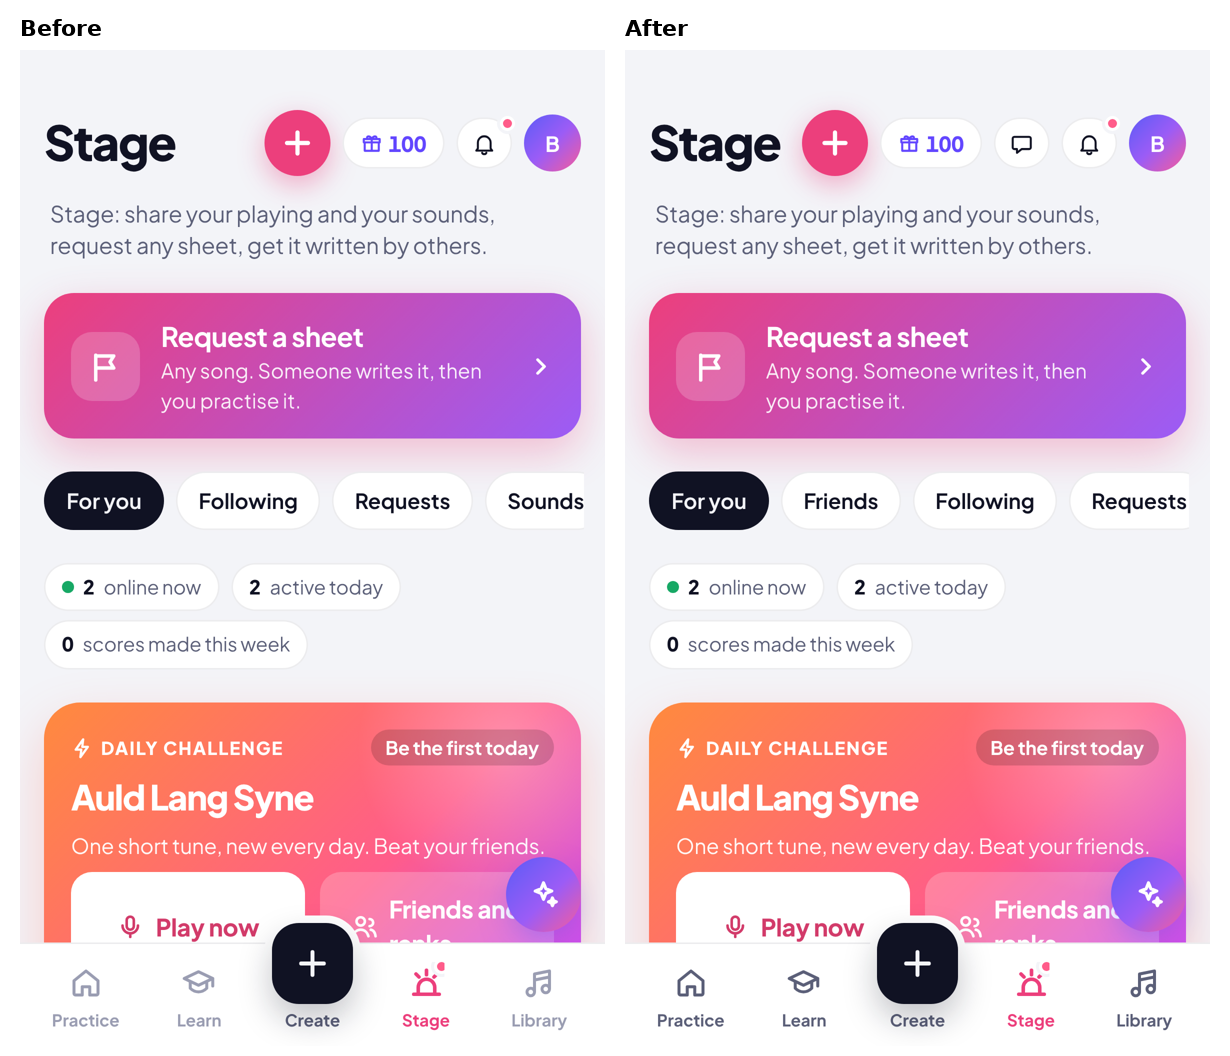 Before
Stage
100
B
Stage: share your playing and your sounds,
request any sheet, get it written by others.
Request a sheet
Any song. Someone writes it, then
you practise it.
For you
Following
Requests
Sounds
2 online now
2 active today
0 scores made this week
DAILY CHALLENGE
Be the first today
Auld Lang Syne
One short tune, new every day. Beat your friends.
Play now
Friends and
ranks
Practice
Learn
Create
Stage
Library
After
Stage
100
B
Stage: share your playing and your sounds,
request any sheet, get it written by others.
Request a sheet
Any song. Someone writes it, then
you practise it.
For you
Friends
Following
Requests
2 online now
2 active today
0 scores made this week
DAILY CHALLENGE
Be the first today
Auld Lang Syne
One short tune, new every day. Beat your friends.
Play now
Friends and
ranks
Practice
Learn
Create
Stage
Library